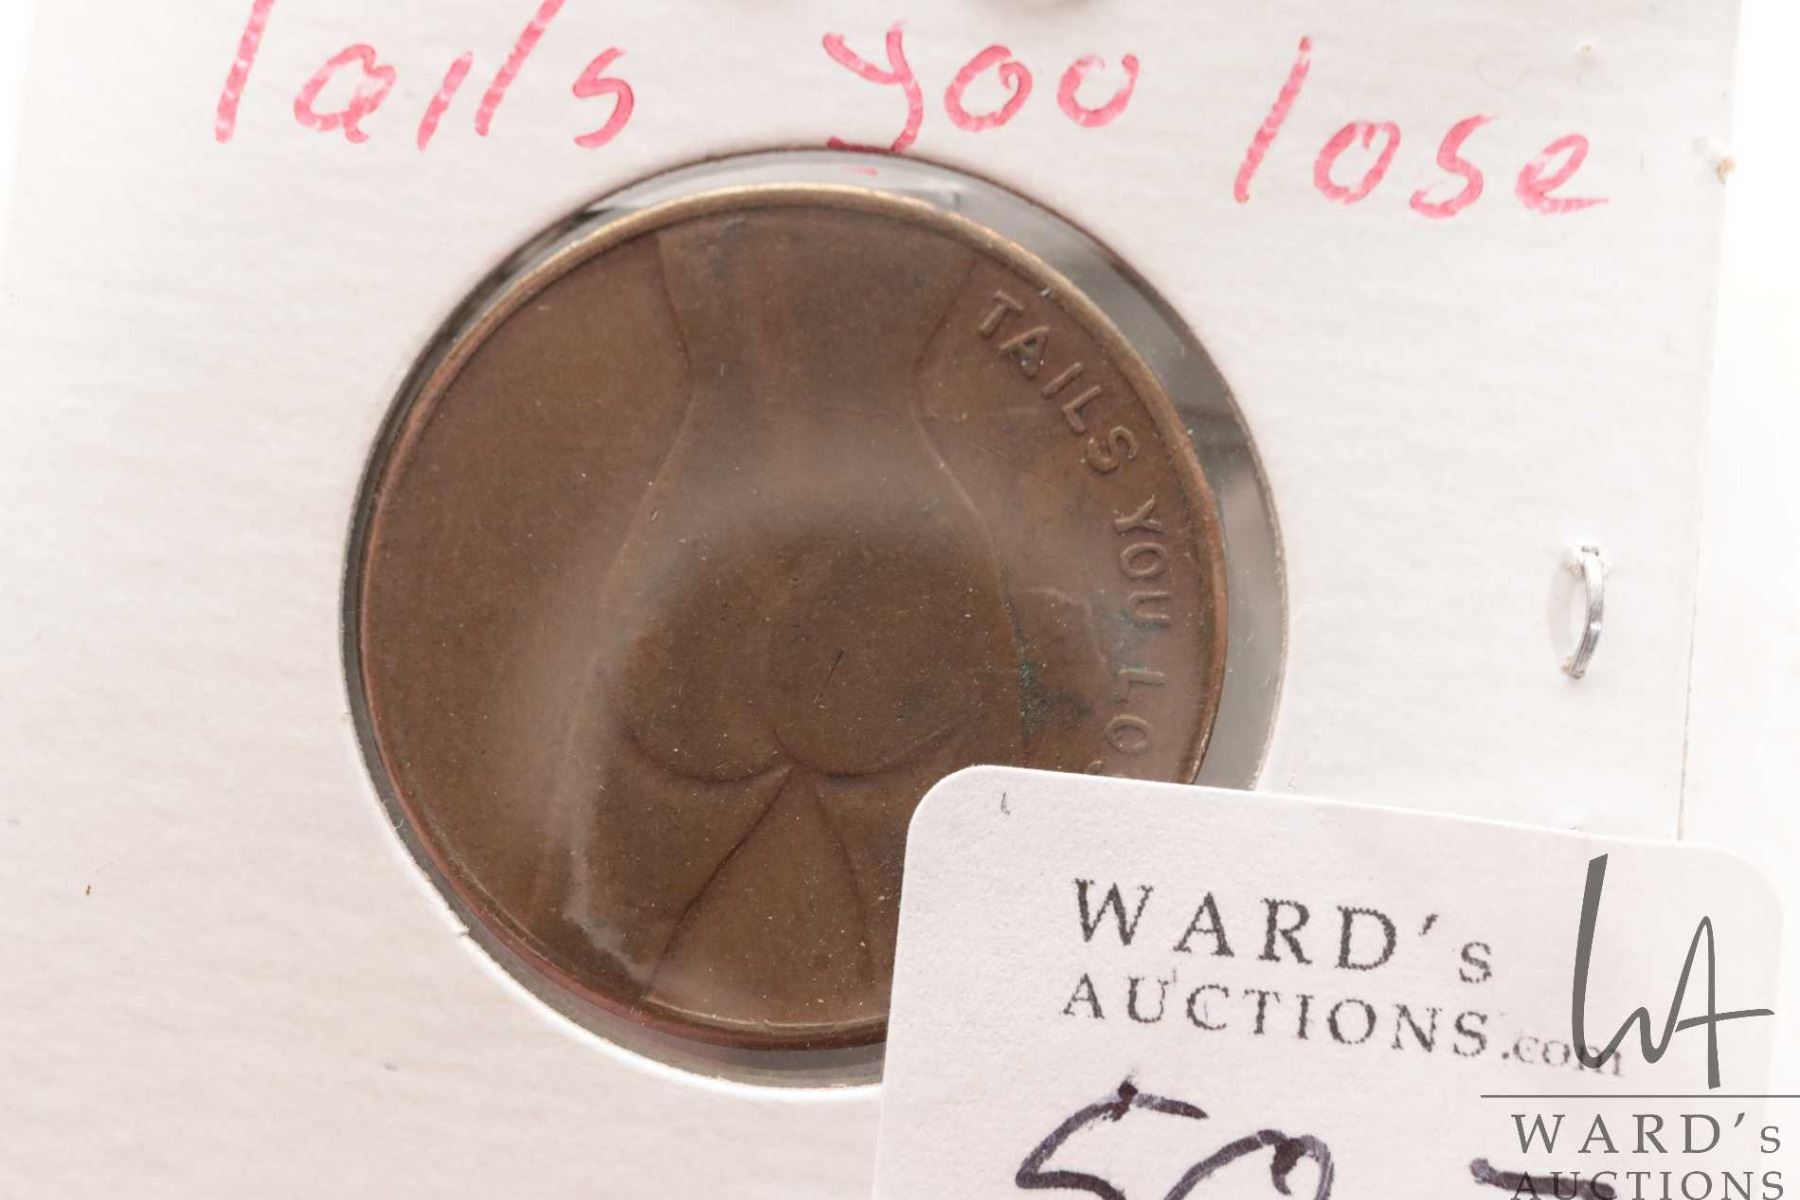 Tails you lose
TAILS YOU LO
WARD's
AUCTIONS.com
WARD's
AUCTIONS